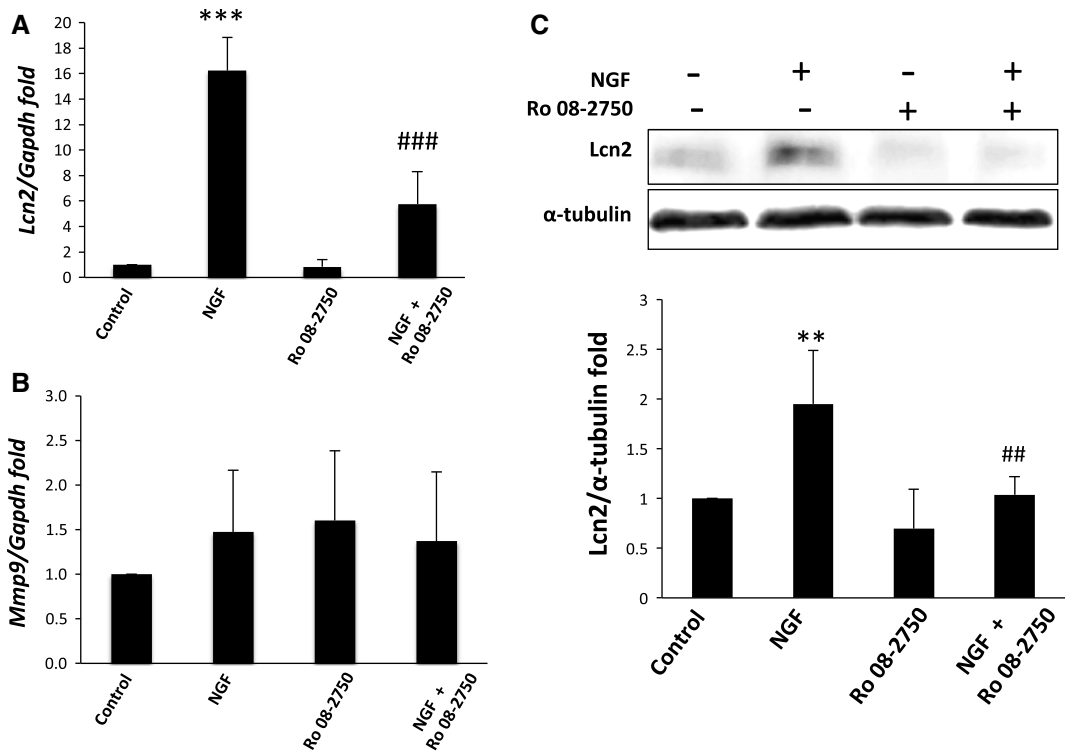 A
Lcn2/Gapdh fold
20
18
16
14
12
10
8
6
4
2
0
***
###
Control
NGF
Ro 08-2750
NGF +
Ro 08-2750
B
Mmp9/Gapdh fold
3.0
2.5
2.0
1.5
1.0
0.5
0.0
Control
NGF
Ro 08-2750
NGF +
Ro 08-2750
C
NGF - + - +
Ro 08-2750 - - + +
Lcn2
α-tubulin
Lcn2/α-tubulin fold
3
2.5
2
1.5
1
0.5
0
**
##
Control
NGF
Ro 08-2750
NGF +
Ro 08-2750